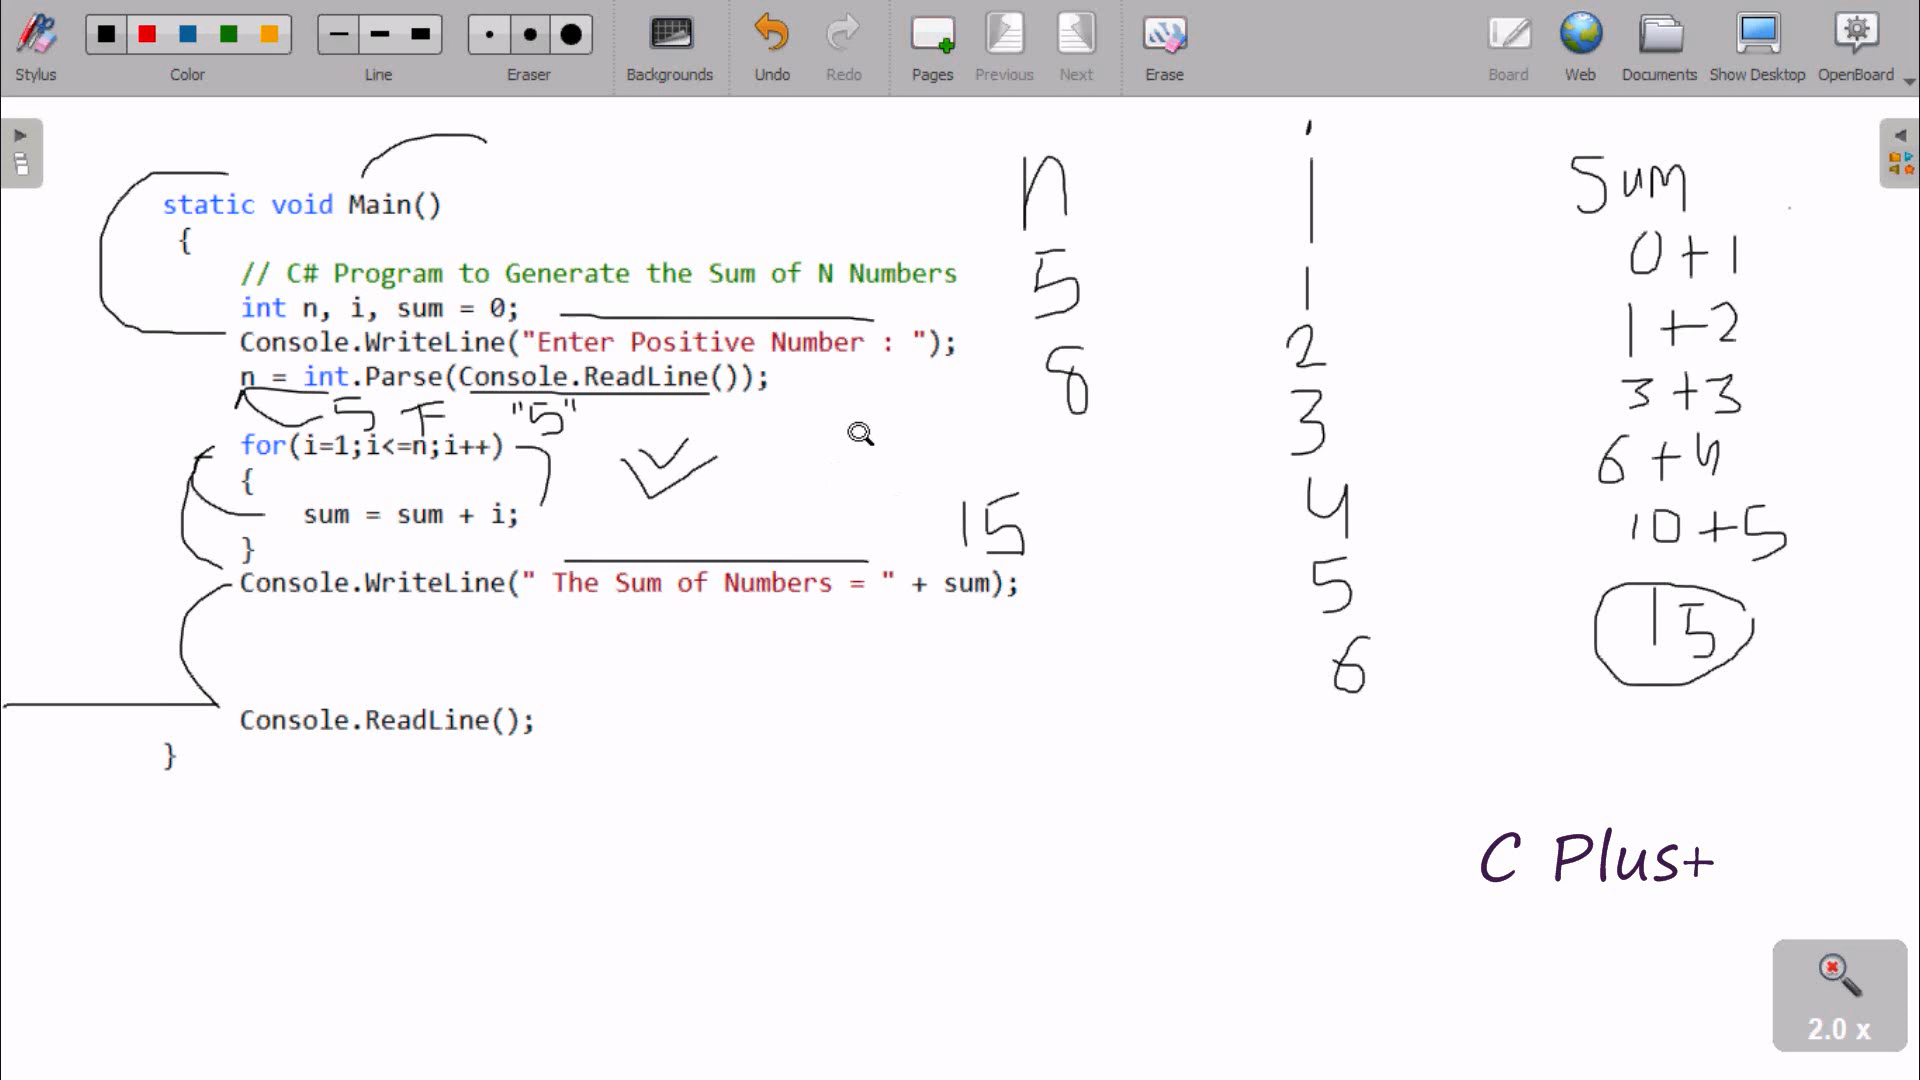 Stylus Color Line Eraser Backgrounds Undo Redo Pages Previous Next Erase Board Web Documents Show Desktop OpenBoard
static void Main()
{
// C# Program to Generate the Sum of N Numbers
int n, i, sum = 0;
Console.WriteLine("Enter Positive Number : ");
n = int.Parse(Console.ReadLine());
5 F "5"
for(i=1;i<=n;i++)
{
sum = sum + i;
}
15
Console.WriteLine(" The Sum of Numbers = " + sum);
Console.ReadLine();
}
n
5
8
i
1
2
3
4
5
6
Sum
0+1
1+2
3+3
6+4
10+5
15
C Plus+
2.0 x